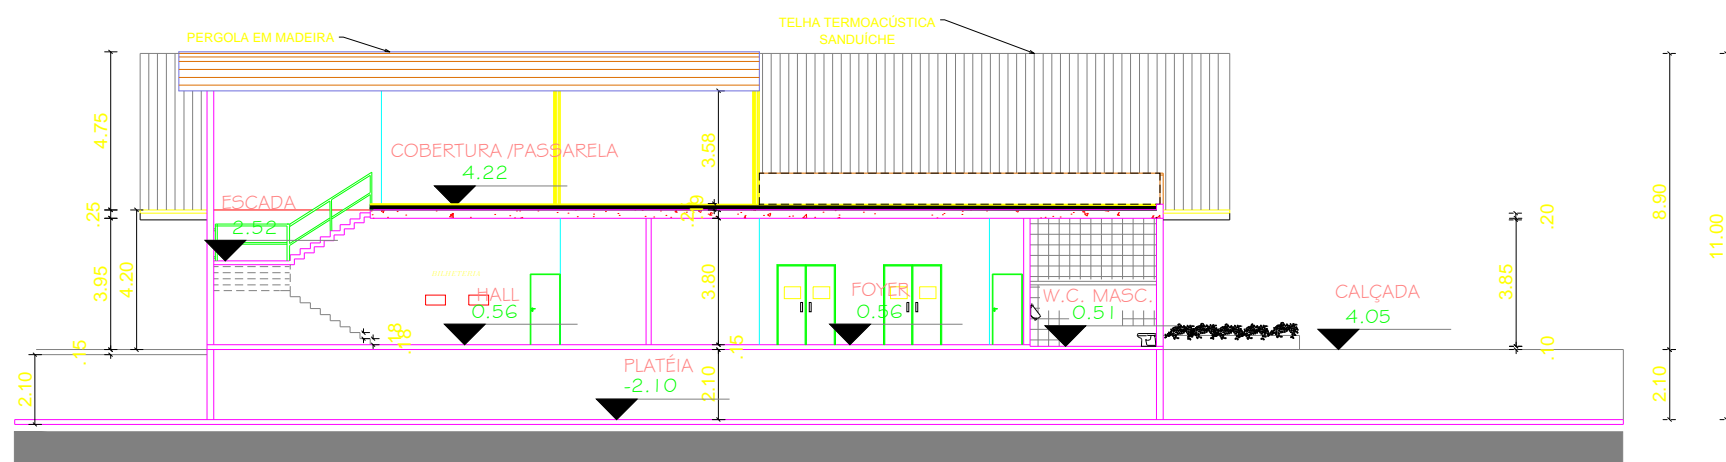 TELHA TERMOACÚSTICA
SANDUÍCHE
PERGOLA EM MADEIRA
4.75
3.58
COBERTURA /PASSARELA
4.22
ESCADA
2.52
.25
.20
8.90
11.00
3.95
4.20
3.80
3.85
HALL
0.56
FOYER
0.56
W.C. MASC.
0.51
CALÇADA
4.05
.18
.18
.15
.15
.10
PLATÉIA
-2.10
2.10
2.10
2.10